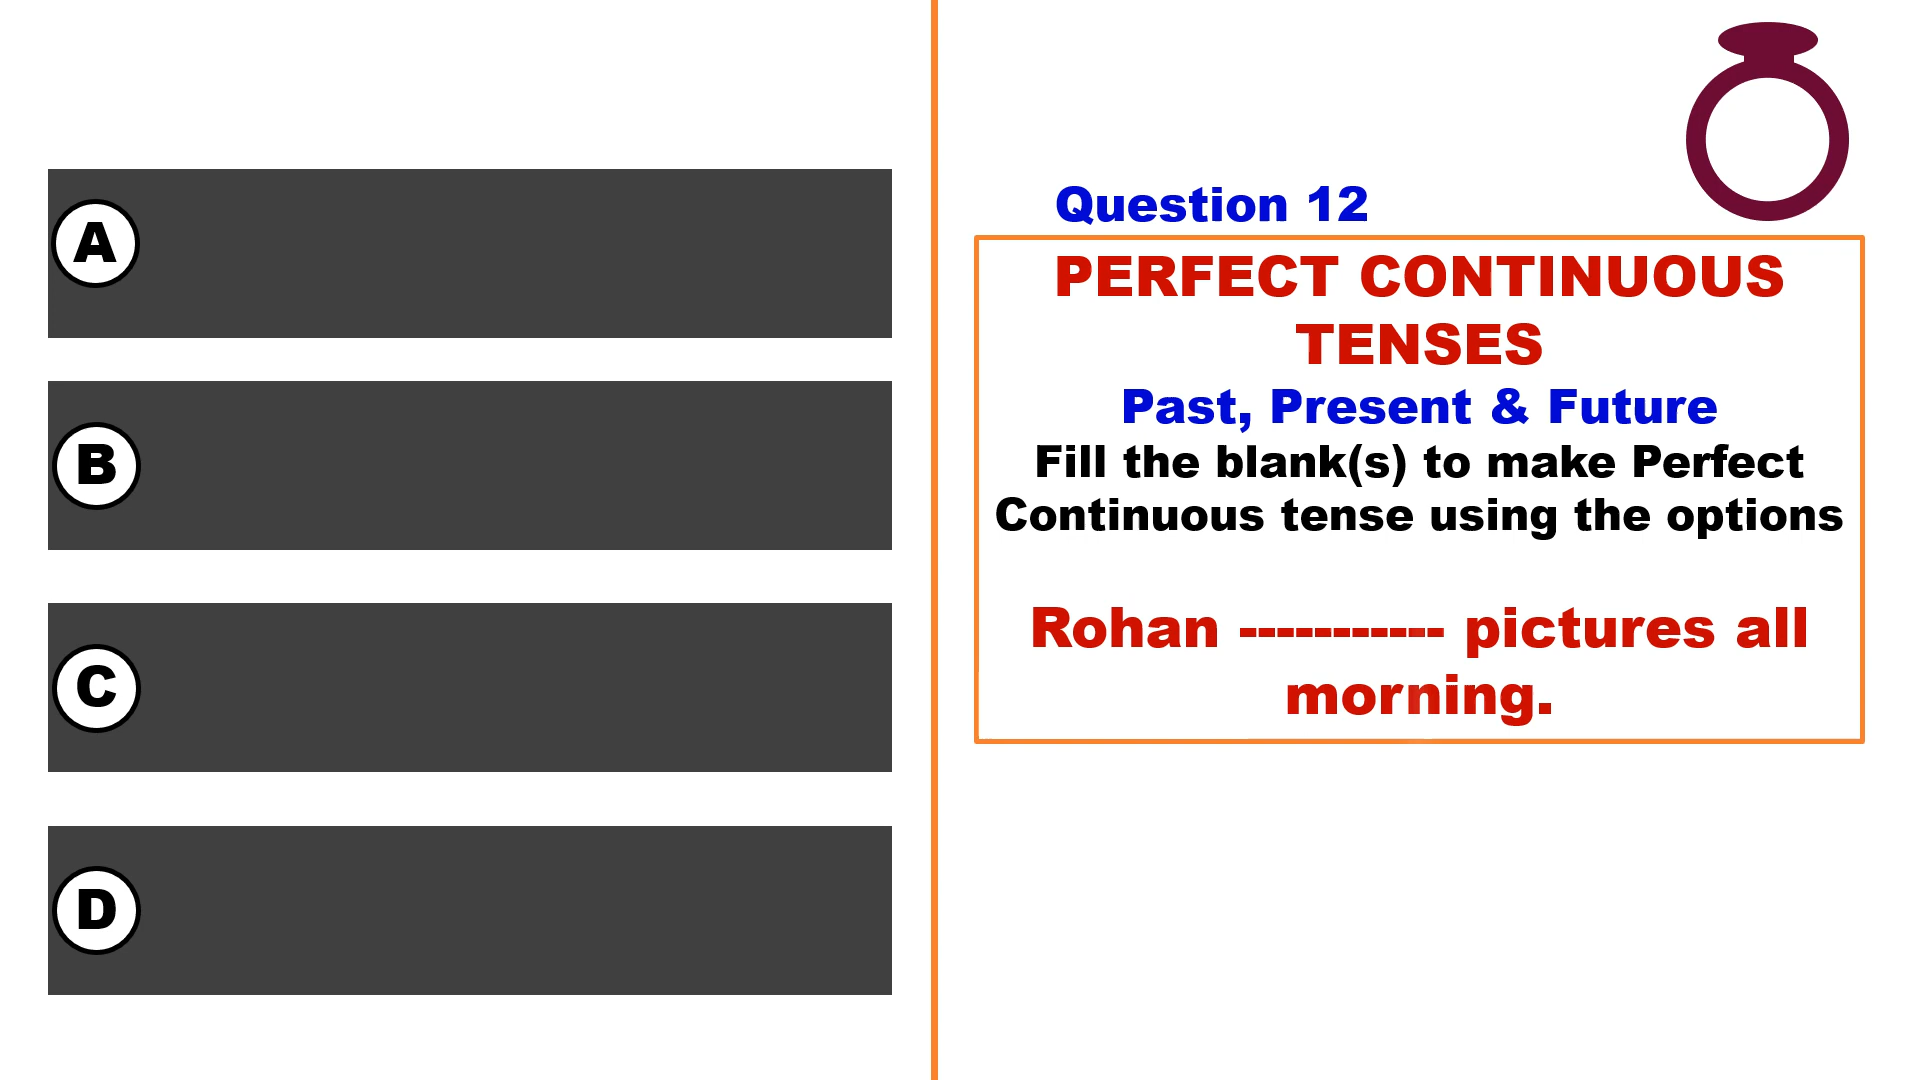 A
B
C
D
Question 12
PERFECT CONTINUOUS
TENSES
Past, Present & Future
Fill the blank(s) to make Perfect
Continuous tense using the options
Rohan ----------- pictures all
morning.